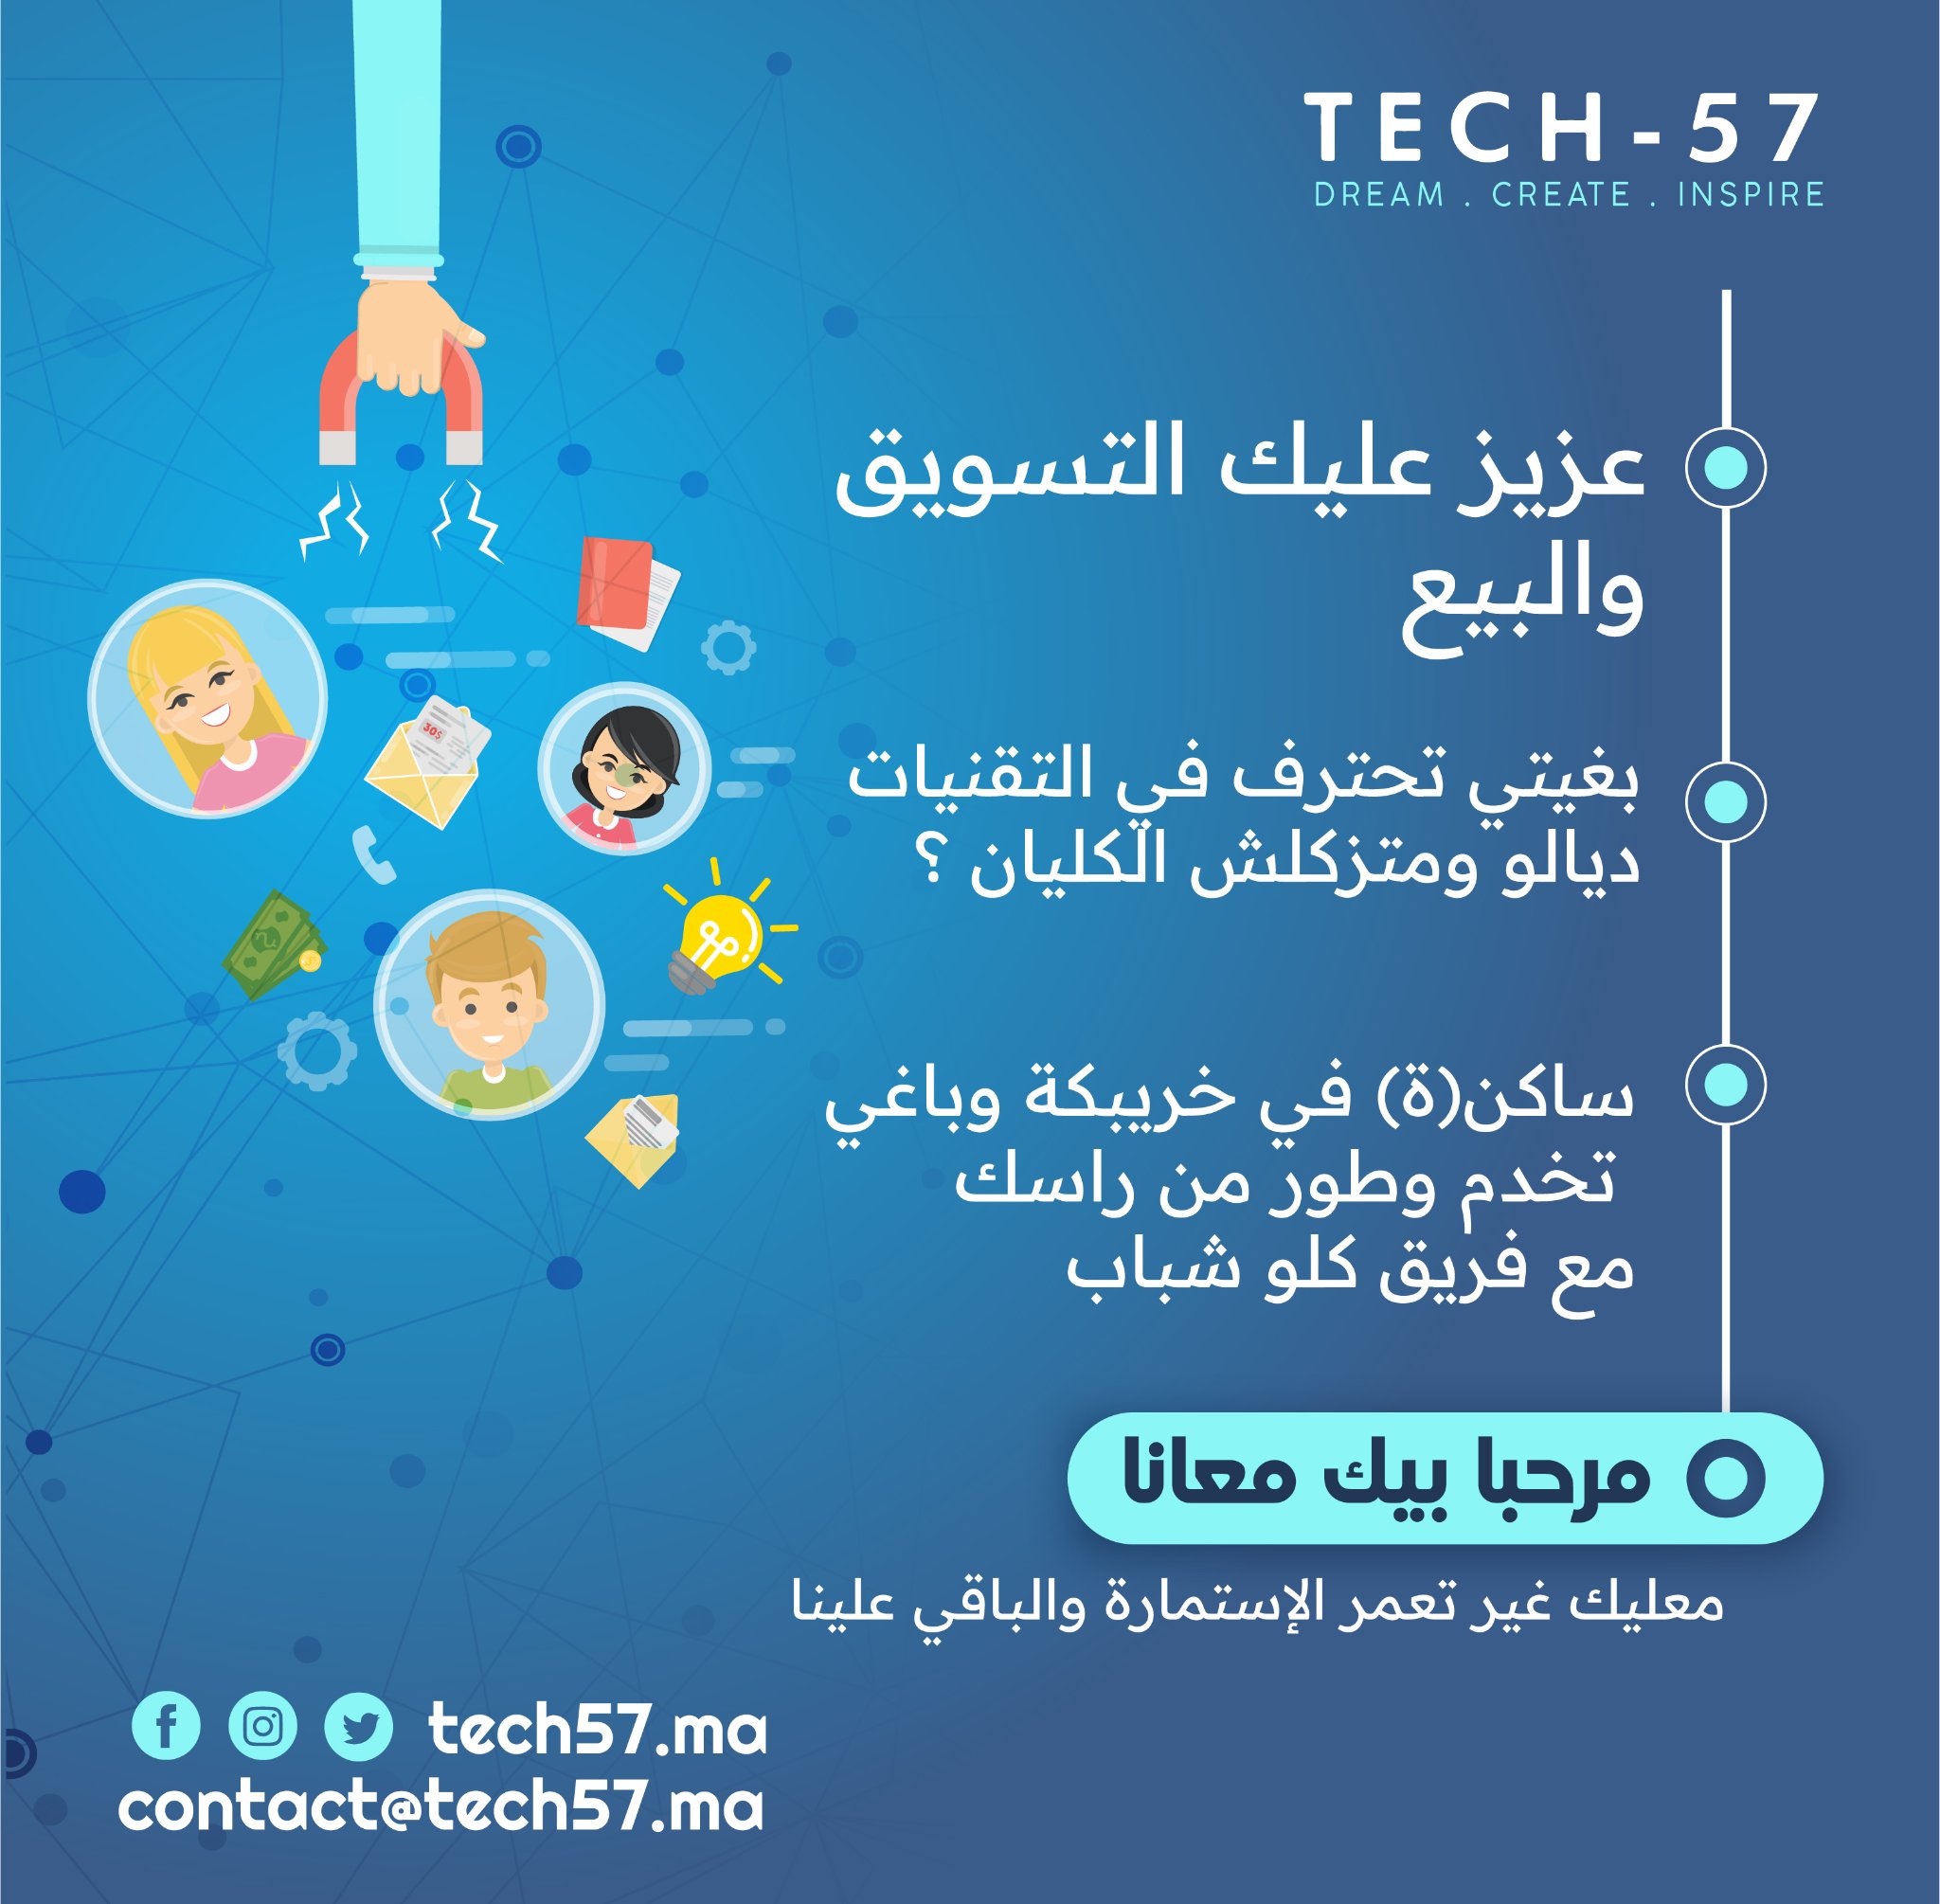 TECH-57
DREAM . CREATE . INSPIRE
عزيز عليك التسويق
والبيع
بغيتي تحترف في التقنيات
ديالو ومتزكلش الكليان ؟
ساكن(ة) في خريبكة وباغي
تخدم وطور من راسك
مع فريق كلو شباب
مرحبا بيك معانا
معليك غير تعمر الإستمارة والباقي علينا
tech57.ma
contact@tech57.ma
30$